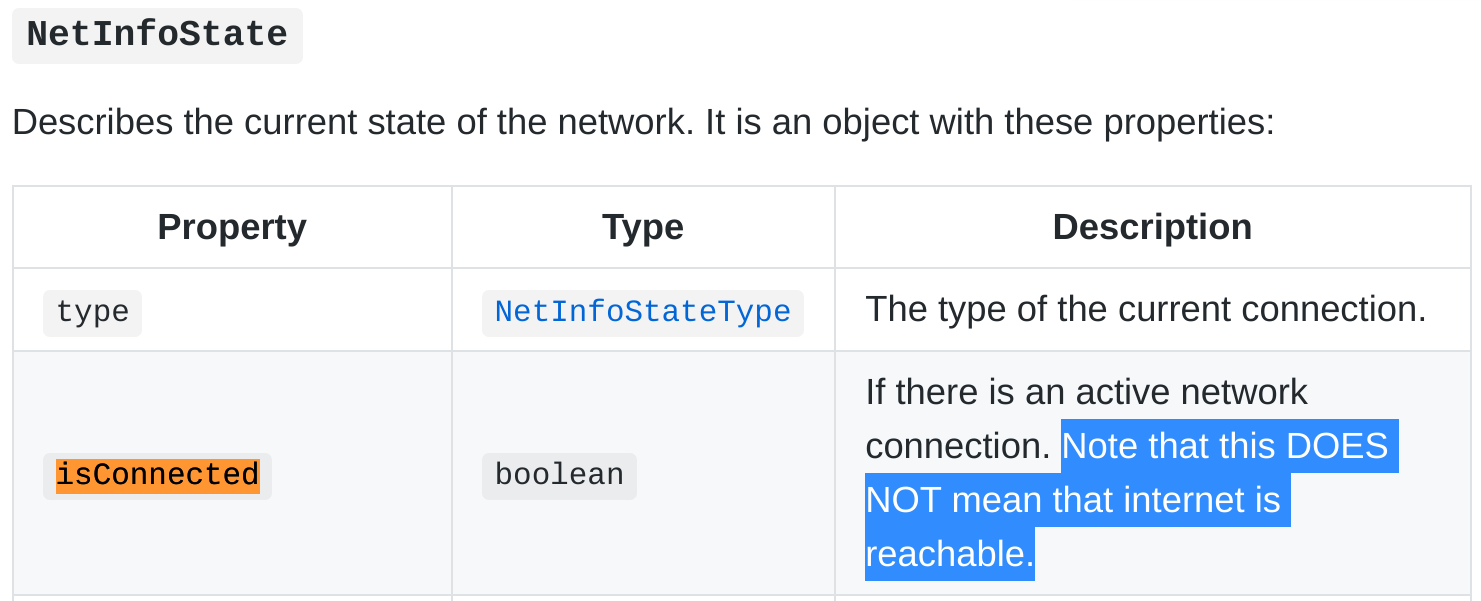 NetInfoState
Describes the current state of the network. It is an object with these properties:
Property Type Description
type NetInfoStateType The type of the current connection.
isConnected boolean If there is an active network
connection. Note that this DOES
NOT mean that internet is
reachable.